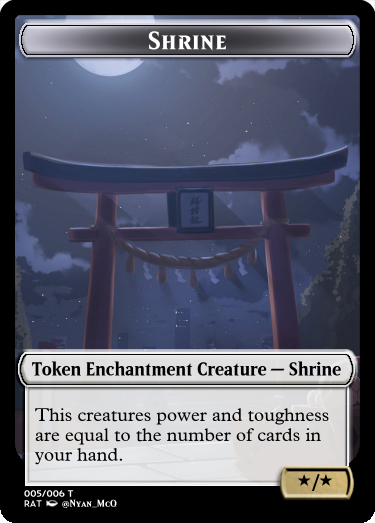 SHRINE
Token Enchantment Creature — Shrine
This creatures power and toughness
are equal to the number of cards in
your hand.
★/★
005/006 T
RAT @NYAN_MCO